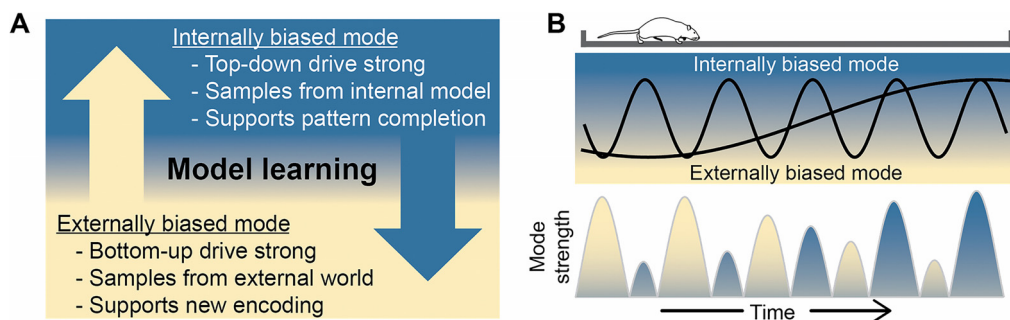 A
Internally biased mode
- Top-down drive strong
- Samples from internal model
- Supports pattern completion
Model learning
Externally biased mode
- Bottom-up drive strong
- Samples from external world
- Supports new encoding
B
Internally biased mode
Externally biased mode
Mode
strength
Time